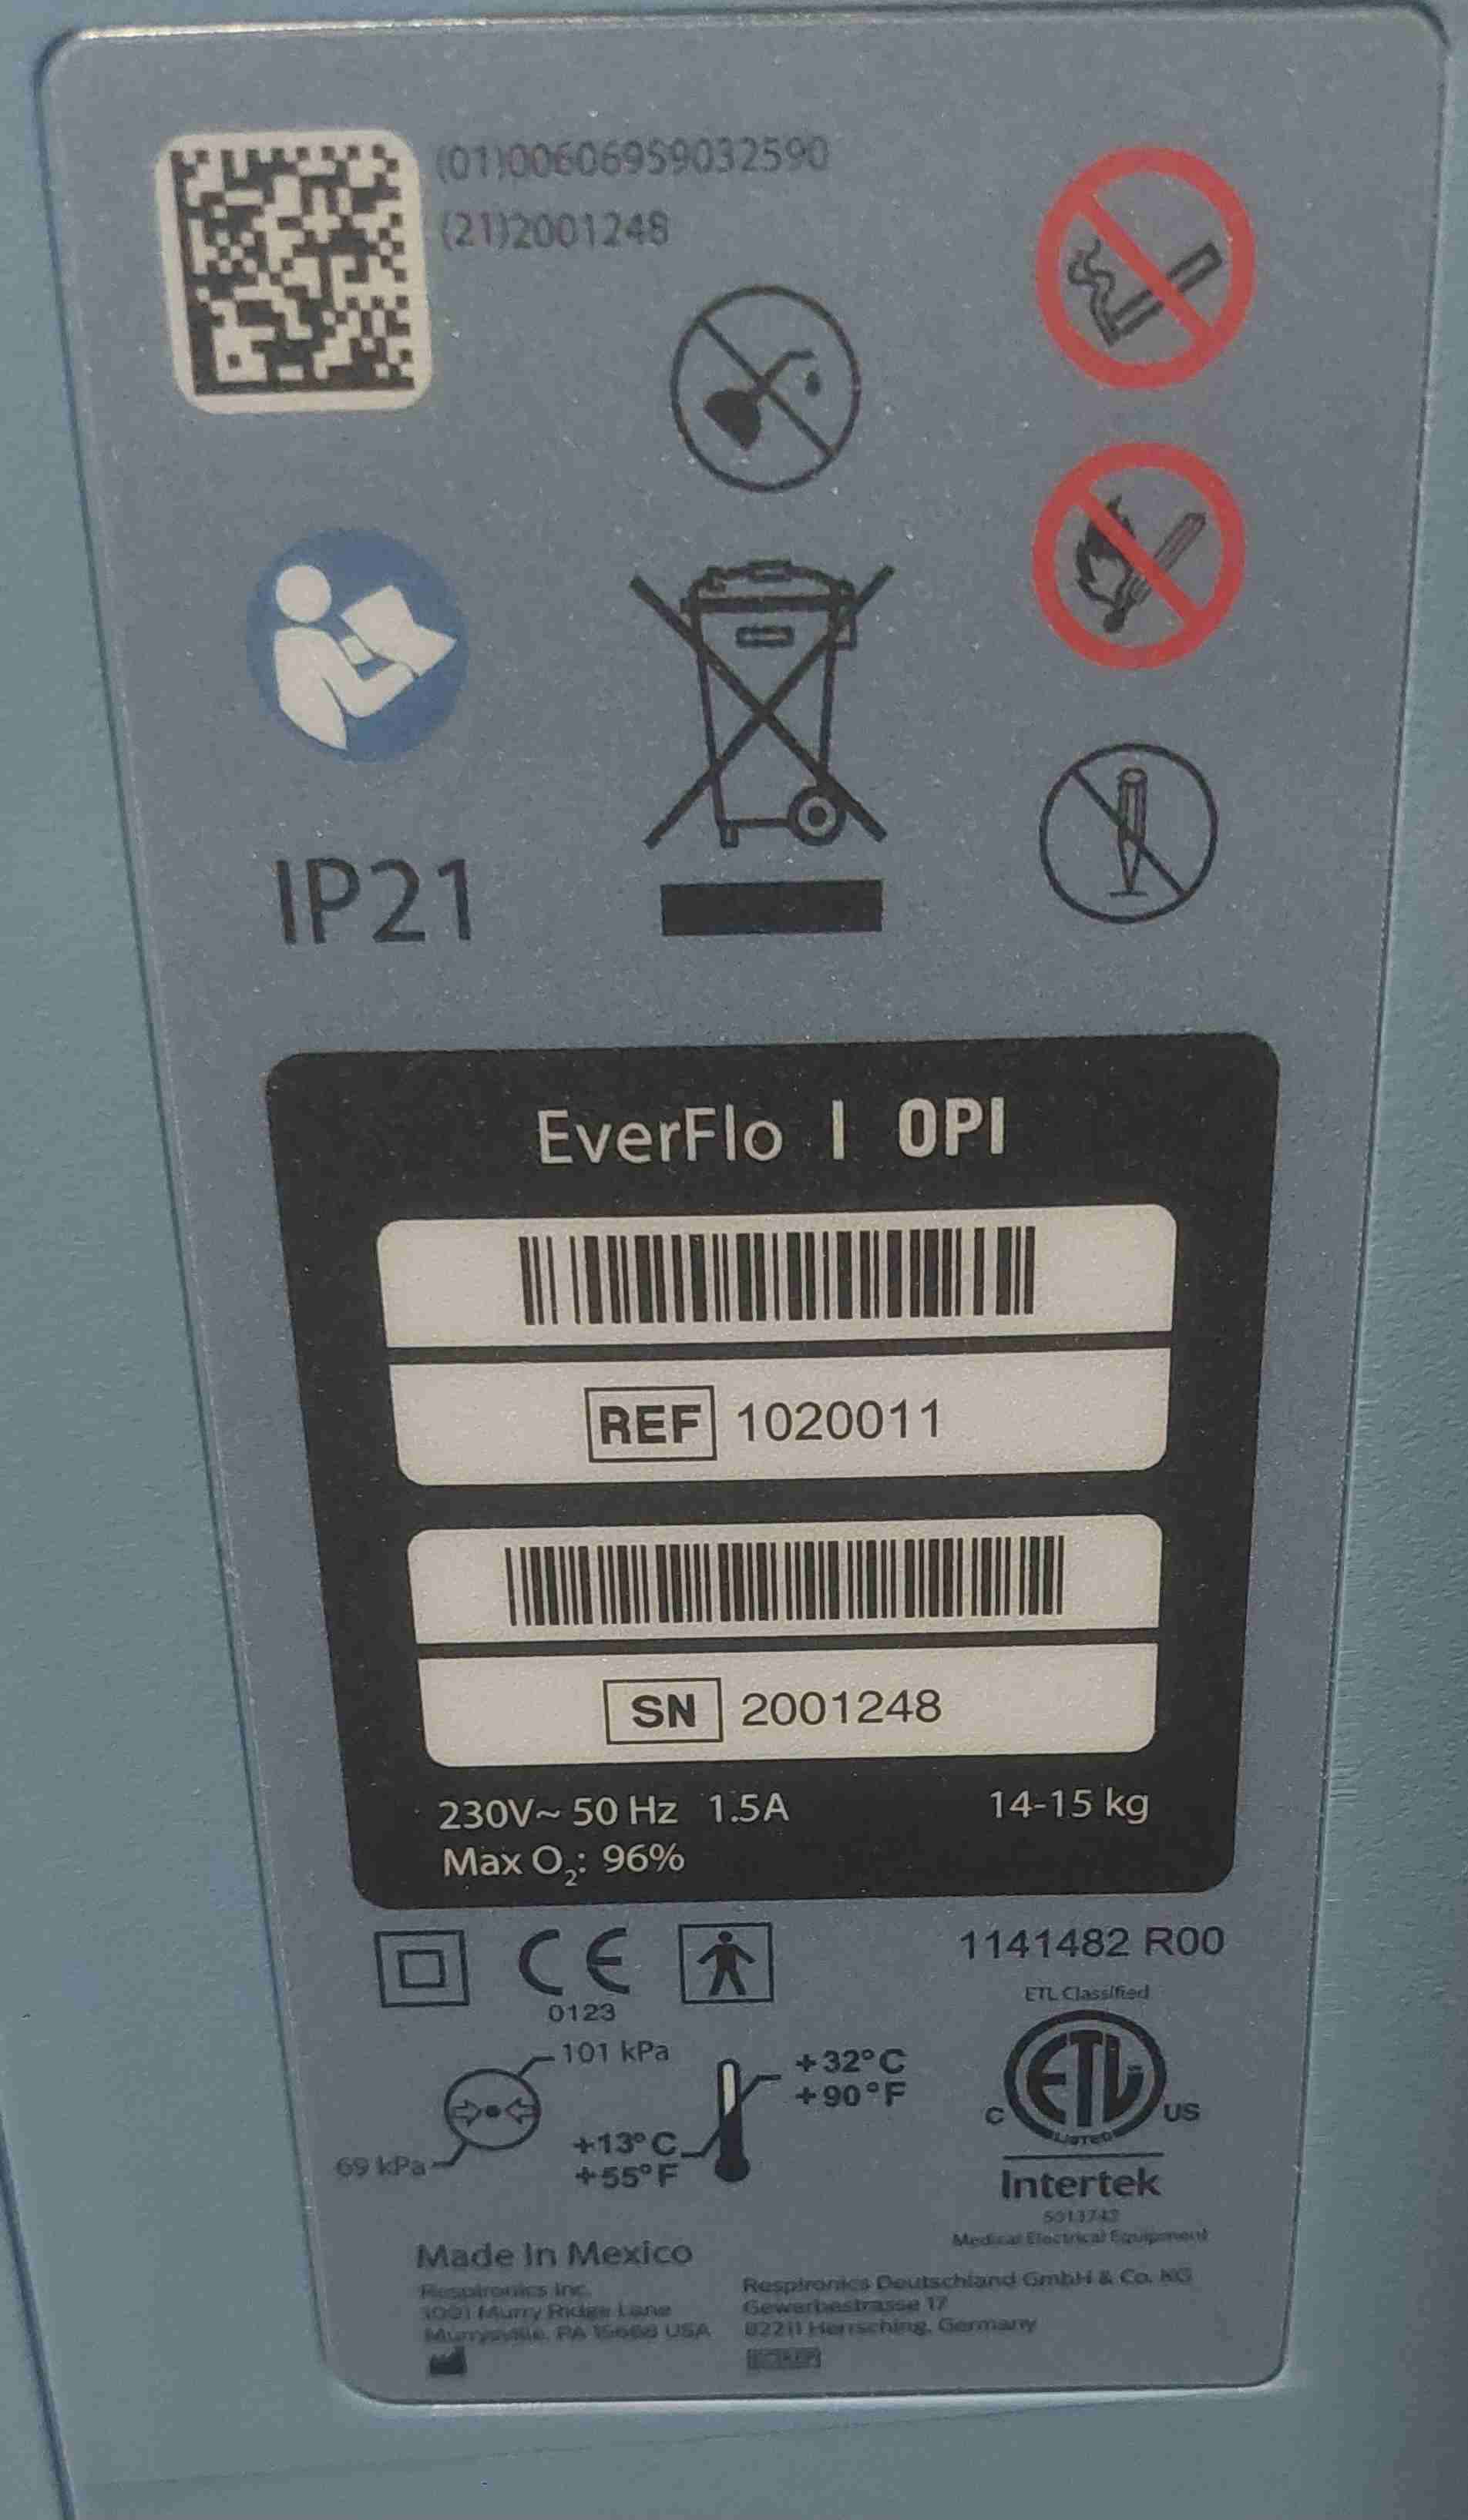 (01)00606959032590
(21)2001248
IP21
EverFlo | OPI
REF 1020011
SN 2001248
230V~ 50 Hz 1.5A 14-15 kg
Max O₂: 96%
CE 0123
1141482 R00
ETL Classified
101 kPa
69 kPa
+32°C
+90°F
+13°C
+55°F
ETL
C US
LISTED
Intertek
Medical Electrical Equipment
Made In Mexico
Respironics Inc.
1001 Murry Ridge Lane
Murrysville, PA 15668 USA
Respironics Deutschland GmbH & Co. KG
Gewerbestrasse 17
82211 Herrsching, Germany